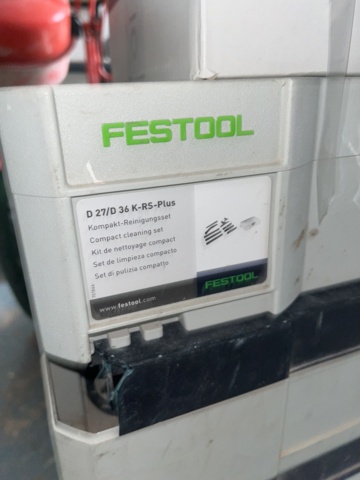 FESTOOL
D 27/D 36 K-RS-Plus
Kompakt-Reinigungsset
Compact cleaning set
Kit de nettoyage compact
Set de limpieza compacto
Set di pulizia compatto
www.festool.com
FESTOOL